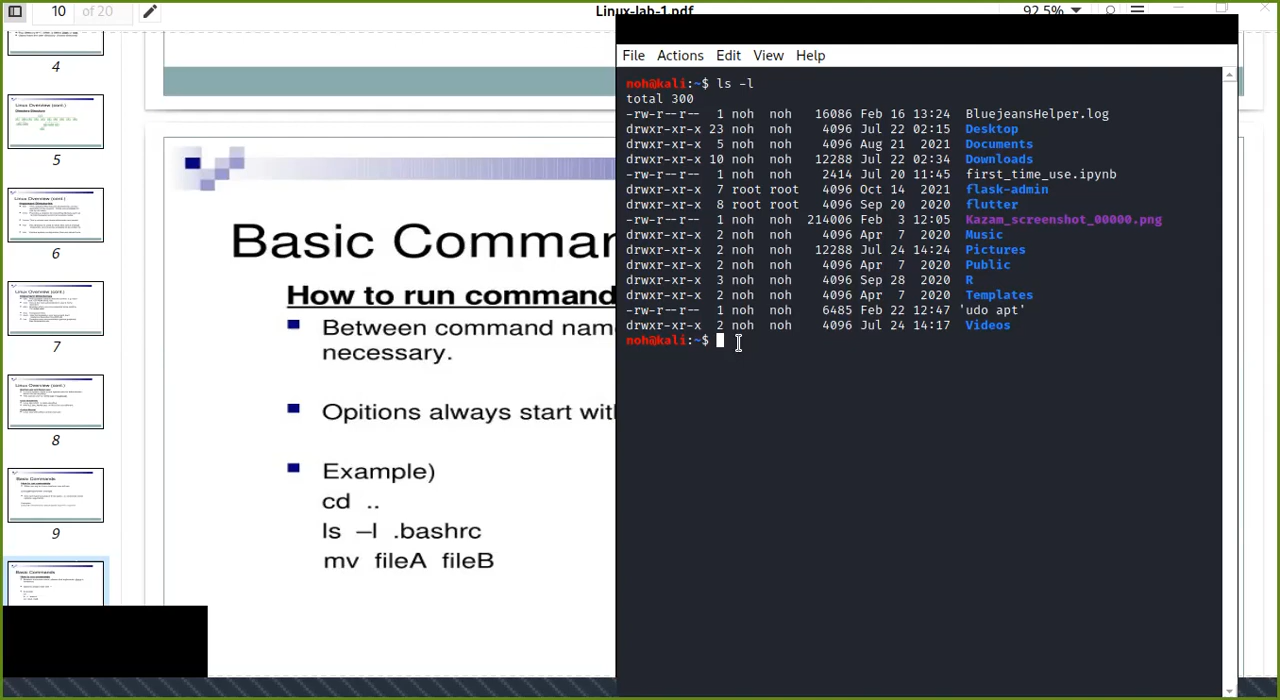 10 of 20
Linux-lab-1.pdf
92.5%
4
Linux Overview (cont.)
5
6
7
8
Basic Commands
9
Basic Commands
Basic Comman
How to run command
Between command nam
necessary.
Opitions always start wit
Example)
cd ..
ls –l .bashrc
mv fileA fileB
File Actions Edit View Help
noh@kali:~$ ls -l
total 300
-rw-r--r-- 1 noh noh 16086 Feb 16 13:24 BluejeansHelper.log
drwxr-xr-x 23 noh noh 4096 Jul 22 02:15 Desktop
drwxr-xr-x 5 noh noh 4096 Aug 21 2021 Documents
drwxr-xr-x 10 noh noh 12288 Jul 22 02:34 Downloads
-rw-r--r-- 1 noh noh 2414 Jul 20 11:45 first_time_use.ipynb
drwxr-xr-x 7 root root 4096 Oct 14 2021 flask-admin
drwxr-xr-x 8 root root 4096 Sep 20 2020 flutter
-rw-r--r-- 1 noh noh 214006 Feb 3 12:05 Kazam_screenshot_00000.png
drwxr-xr-x 2 noh noh 4096 Apr 7 2020 Music
drwxr-xr-x 2 noh noh 12288 Jul 24 14:24 Pictures
drwxr-xr-x 2 noh noh 4096 Apr 7 2020 Public
drwxr-xr-x 3 noh noh 4096 Sep 28 2020 R
drwxr-xr-x 2 noh noh 4096 Apr 7 2020 Templates
-rw-r--r-- 1 noh noh 6485 Feb 22 12:47 'udo apt'
drwxr-xr-x 2 noh noh 4096 Jul 24 14:17 Videos
noh@kali:~$